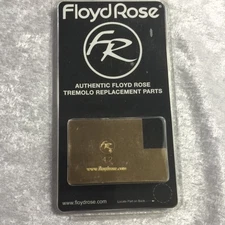 Floyd Rose
FR
AUTHENTIC FLOYD ROSE
TREMOLO REPLACEMENT PARTS
www.floydrose.com
www.floydrose.com